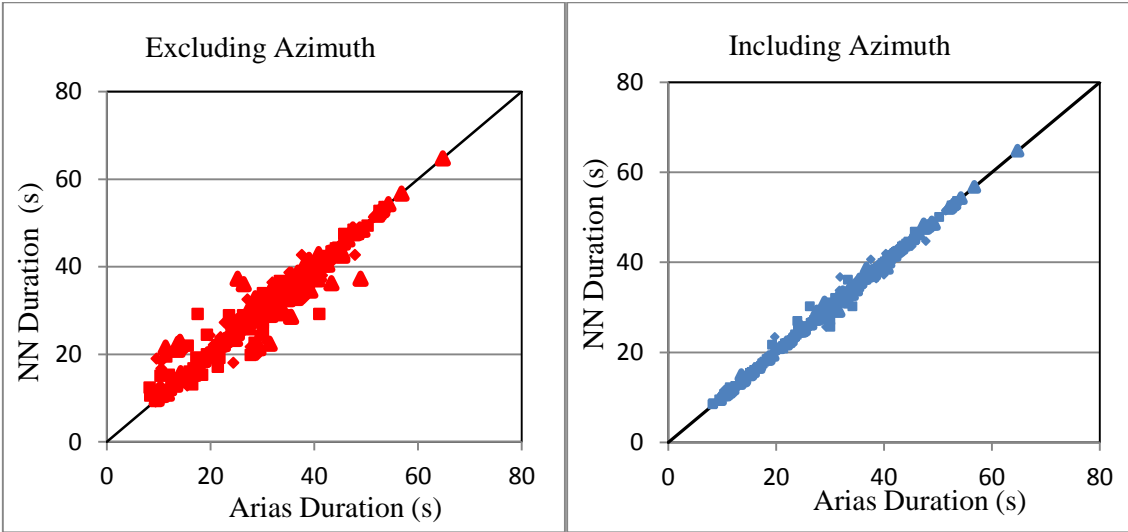 Excluding Azimuth
NN Duration (s)
80
60
40
20
0
0 20 40 60 80
Arias Duration (s)
Including Azimuth
NN Duration (s)
80
60
40
20
0
0 20 40 60 80
Arias Duration (s)